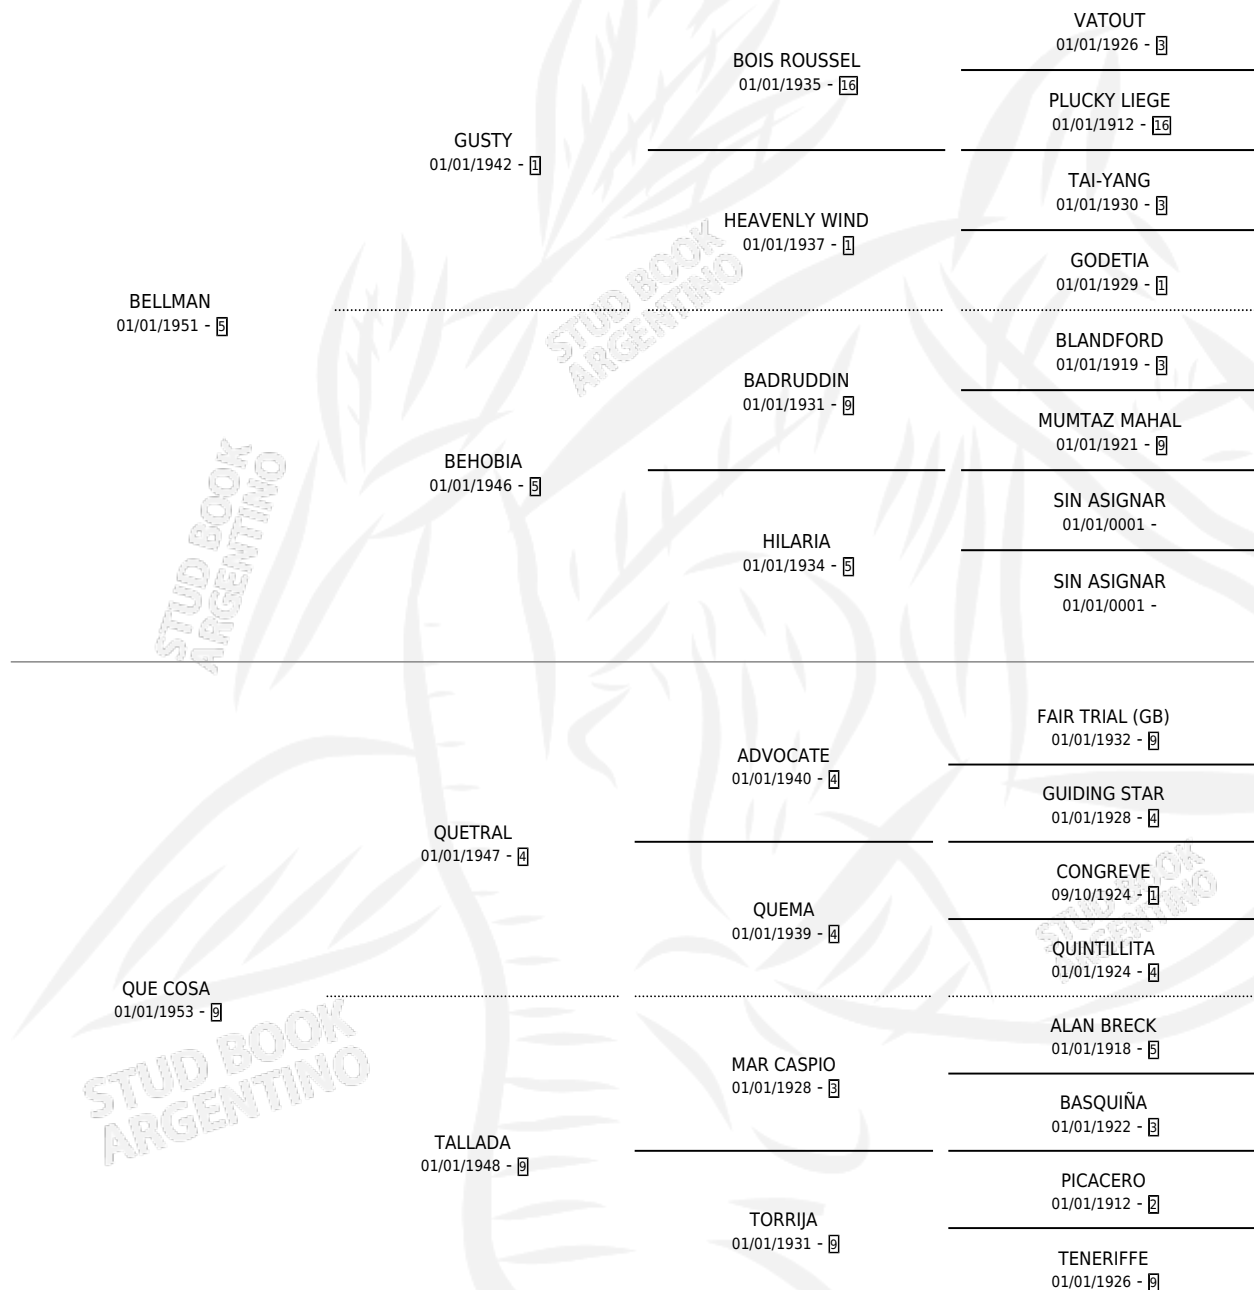 VATOUT
01/01/1926 - 3
BOIS ROUSSEL
01/01/1935 - 16
PLUCKY LIEGE
01/01/1912 - 16
GUSTY
01/01/1942 - 1
TAI-YANG
01/01/1930 - 3
HEAVENLY WIND
01/01/1937 - 1
GODETIA
01/01/1929 - 1
BELLMAN
01/01/1951 - 5
STUD BOOK
ARGENTINO
BLANDFORD
01/01/1919 - 3
BADRUDDIN
01/01/1931 - 9
MUMTAZ MAHAL
01/01/1921 - 9
BEHOBIA
01/01/1946 - 5
SIN ASIGNAR
01/01/0001 -
HILARIA
01/01/1934 - 5
SIN ASIGNAR
01/01/0001 -
STUD BOOK
ARGENTINO
FAIR TRIAL (GB)
01/01/1932 - 9
ADVOCATE
01/01/1940 - 4
GUIDING STAR
01/01/1928 - 4
QUETRAL
01/01/1947 - 4
CONGREVE
09/10/1924 - 1
QUEMA
01/01/1939 - 4
QUINTILLITA
01/01/1924 - 4
STUD BOOK
ARGENTINO
QUE COSA
01/01/1953 - 9
ALAN BRECK
01/01/1918 - 5
MAR CASPIO
01/01/1928 - 3
BASQUIÑA
01/01/1922 - 3
STUD BOOK
ARGENTINO
TALLADA
01/01/1948 - 9
PICACERO
01/01/1912 - 2
TORRIJA
01/01/1931 - 9
TENERIFFE
01/01/1926 - 9